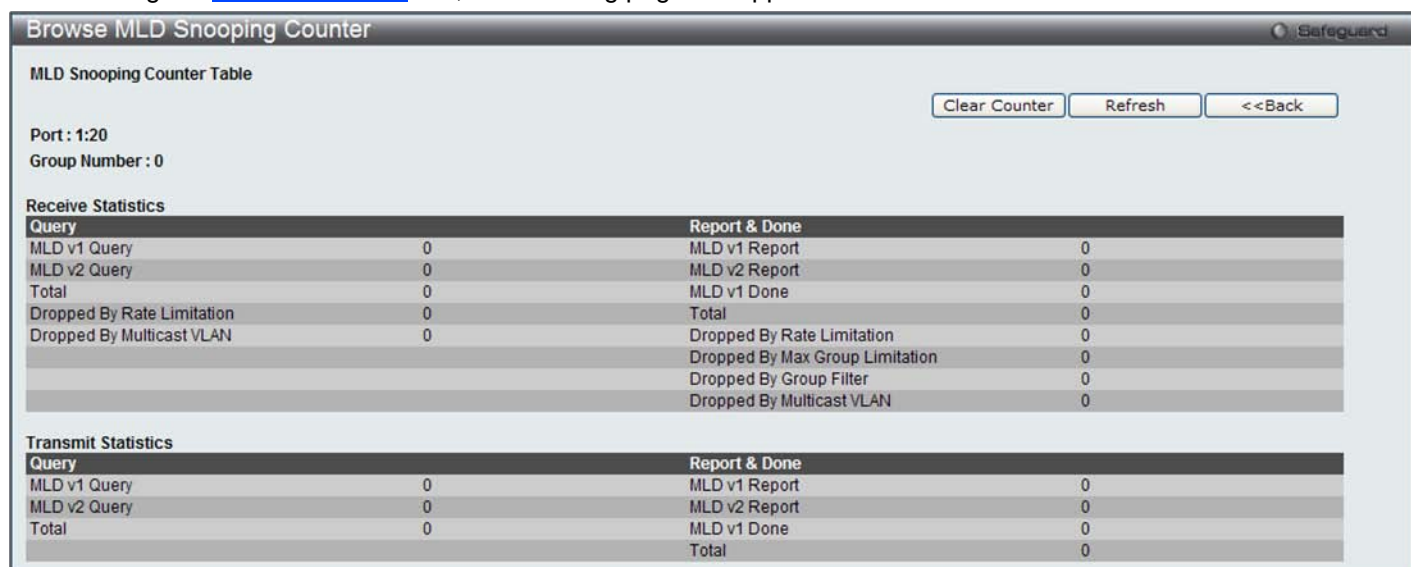 Browse MLD Snooping Counter
Safeguard
MLD Snooping Counter Table
Clear Counter Refresh <<Back
Port : 1:20
Group Number : 0
Receive Statistics
Query Report & Done
MLD v1 Query 0 MLD v1 Report 0
MLD v2 Query 0 MLD v2 Report 0
Total 0 MLD v1 Done 0
Dropped By Rate Limitation 0 Total 0
Dropped By Multicast VLAN 0 Dropped By Rate Limitation 0
Dropped By Max Group Limitation 0
Dropped By Group Filter 0
Dropped By Multicast VLAN 0
Transmit Statistics
Query Report & Done
MLD v1 Query 0 MLD v1 Report 0
MLD v2 Query 0 MLD v2 Report 0
Total 0 MLD v1 Done 0
Total 0